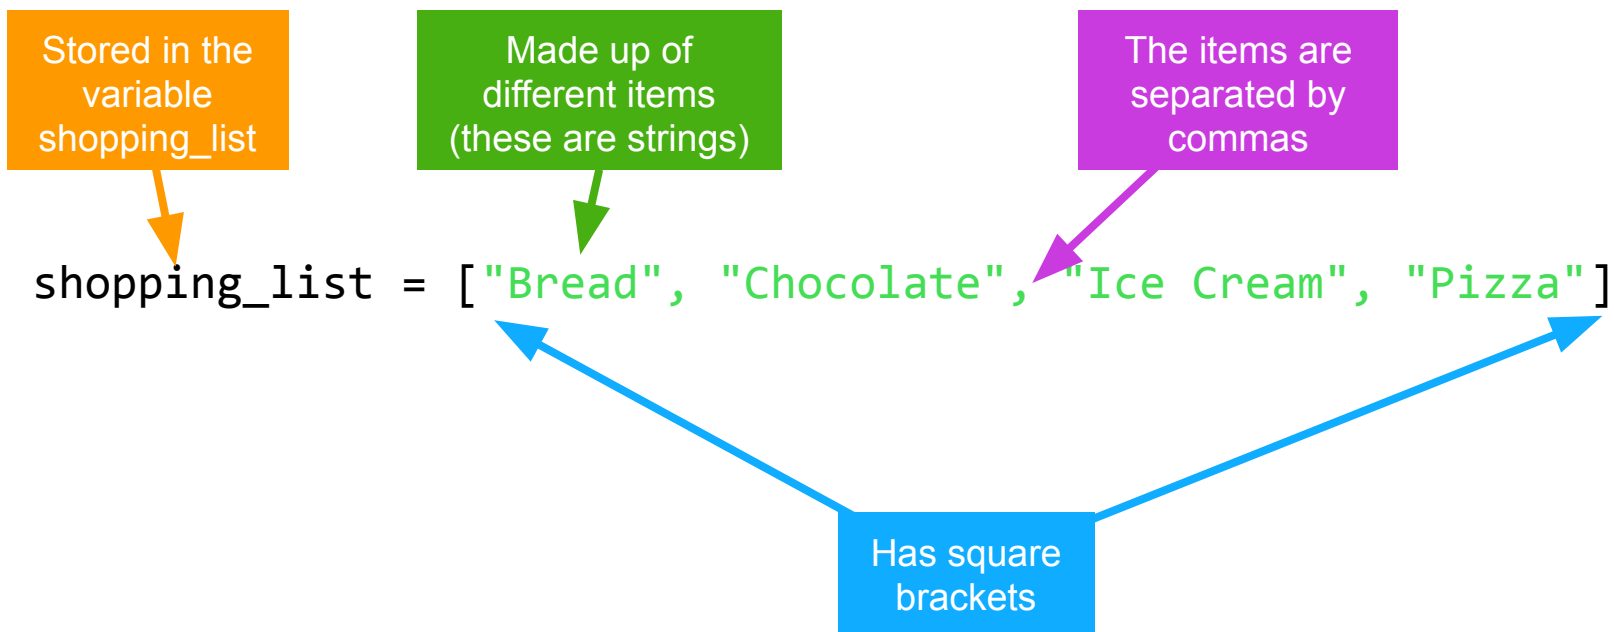 Stored in the
variable
shopping_list
Made up of
different items
(these are strings)
The items are
separated by
commas
shopping_list = ["Bread", "Chocolate", "Ice Cream", "Pizza"]
Has square
brackets